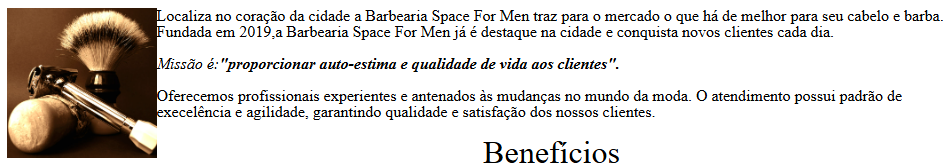 Localiza no coração da cidade a Barbearia Space For Men traz para o mercado o que há de melhor para seu cabelo e barba.
Fundada em 2019,a Barbearia Space For Men já é destaque na cidade e conquista novos clientes cada dia.
Missão é:"proporcionar auto-estima e qualidade de vida aos clientes".
Oferecemos profissionais experientes e antenados às mudanças no mundo da moda. O atendimento possui padrão de
execelência e agilidade, garantindo qualidade e satisfação dos nossos clientes.
Benefícios